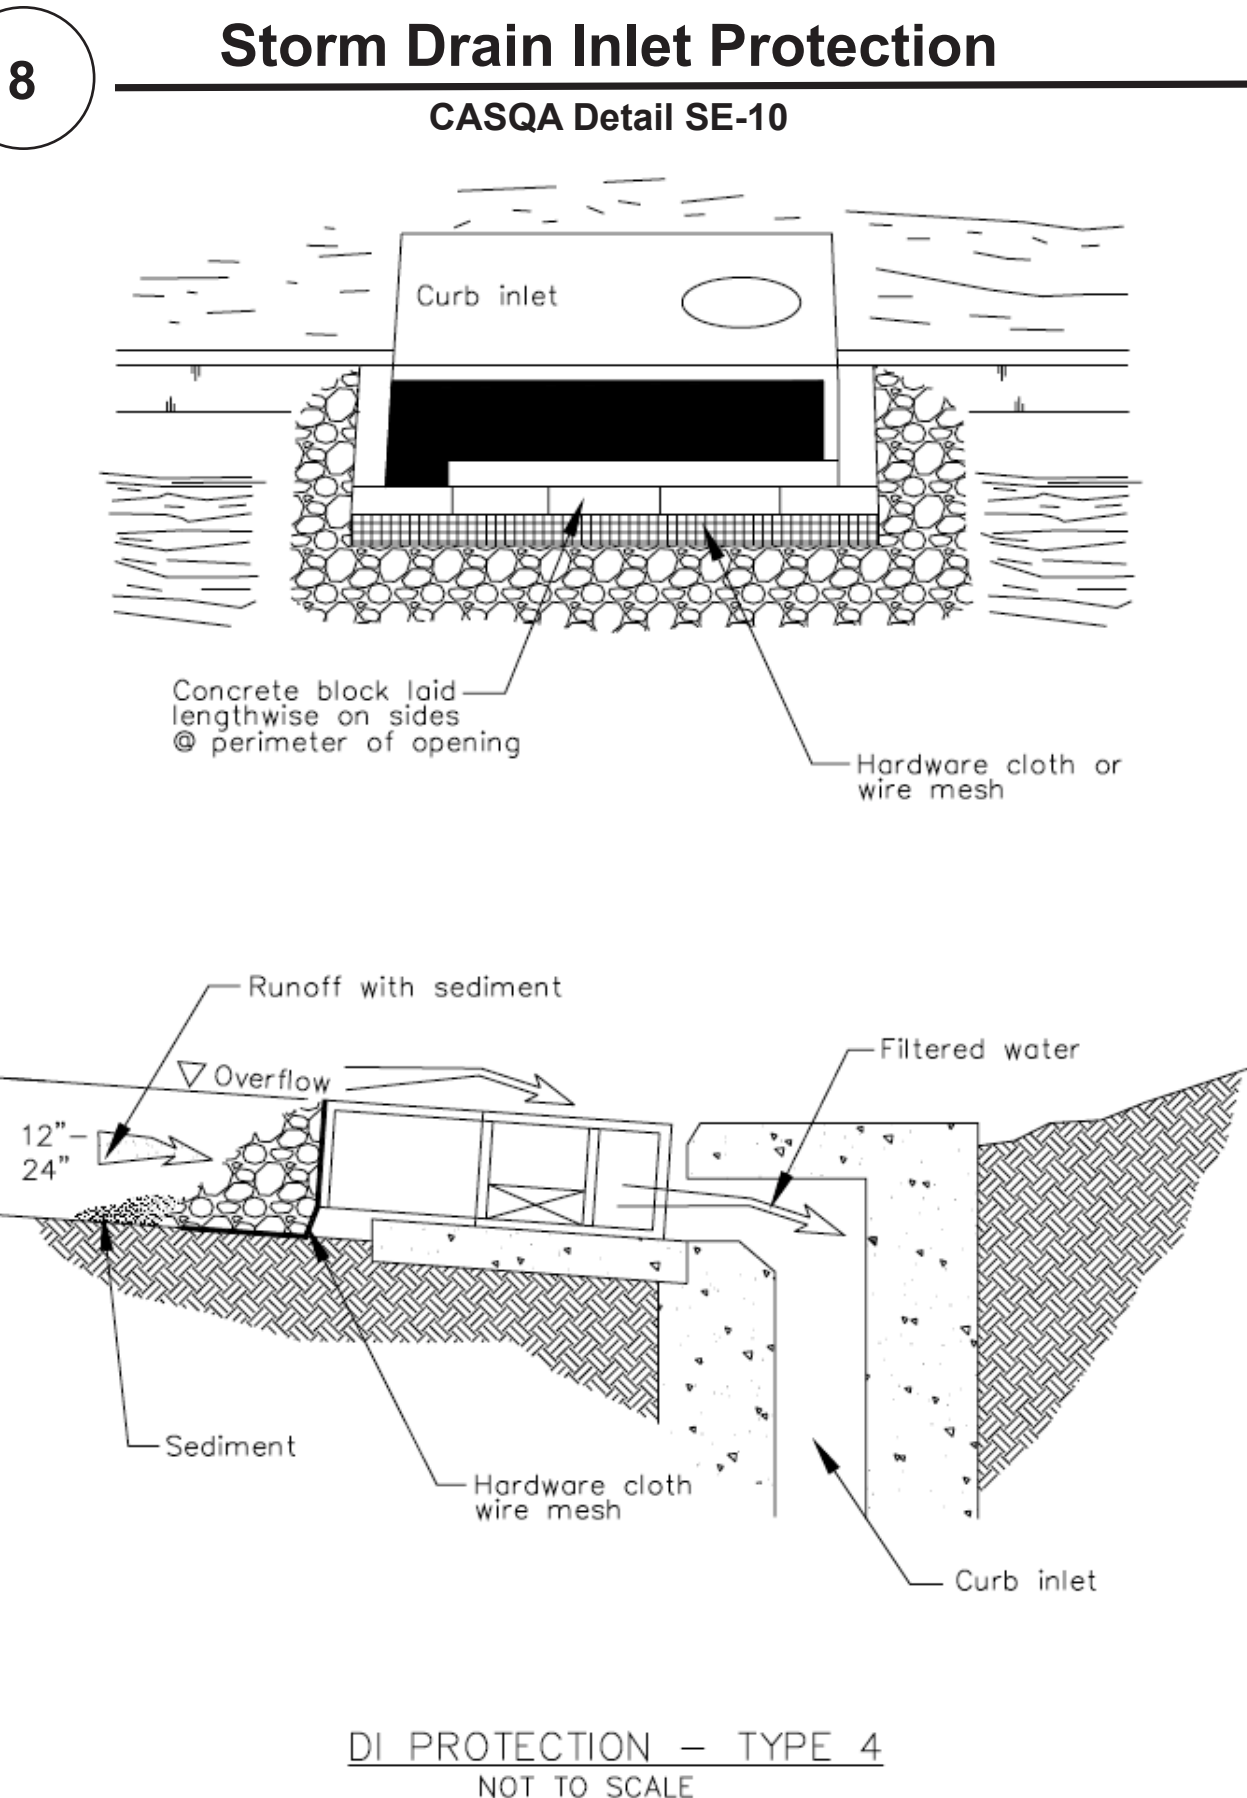 8
Storm Drain Inlet Protection
CASQA Detail SE-10
Curb inlet
Concrete block laid
lengthwise on sides
@ perimeter of opening
Hardware cloth or
wire mesh
Runoff with sediment
Filtered water
Overflow
12"-
24"
Sediment
Hardware cloth
wire mesh
Curb inlet
DI PROTECTION - TYPE 4
NOT TO SCALE